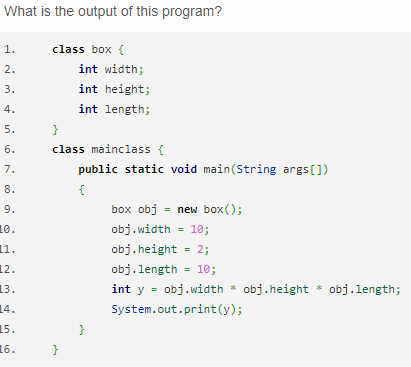 What is the output of this program?
1. class box {
2. int width;
3. int height;
4. int length;
5. }
6. class mainclass {
7. public static void main(String args[])
8. {
9. box obj = new box();
10. obj.width = 10;
11. obj.height = 2;
12. obj.length = 10;
13. int y = obj.width * obj.height * obj.length;
14. System.out.print(y);
15. }
16. }